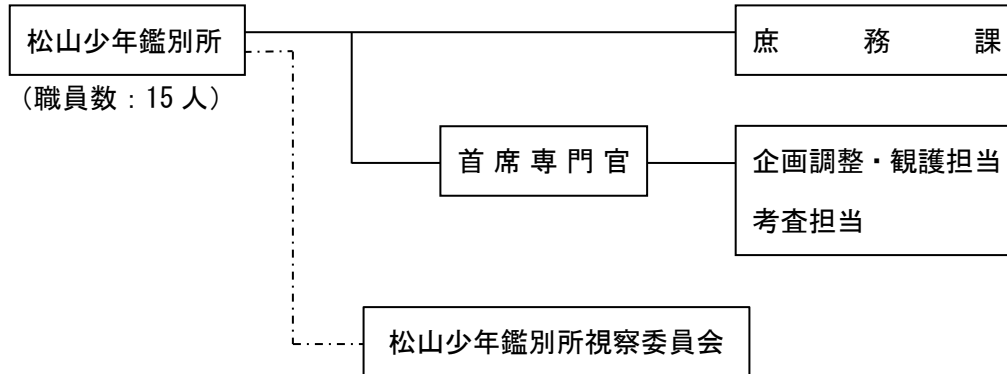 松山少年鑑別所
庶務課
(職員数:15人)
首席専門官
企画調整・観護担当
考査担当
松山少年鑑別所視察委員会